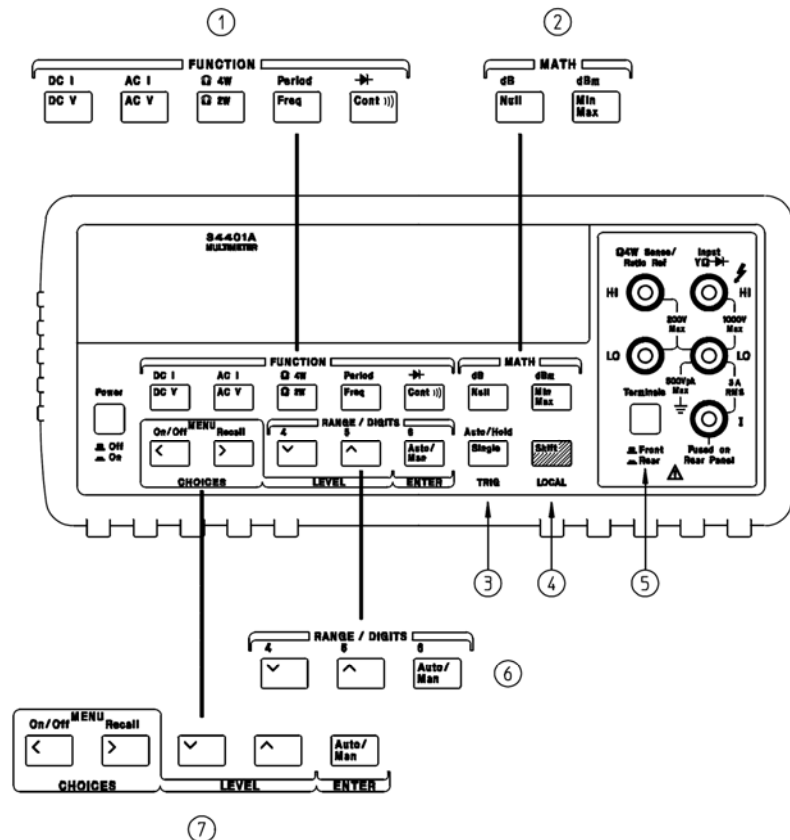 1
2
FUNCTION
MATH
DC I AC I Ω 4W Period
dB dBm
DC V AC V Ω 2W Freq Cont )))
Null Min Max
34401A
MULTIMETER
Ω4W Sense/
Ratio Ref
Input
VΩ
HI HI
200V
Max
1000V
Max
LO LO
500Vpk
Max
3A
RMS
Terminals
I
Front
Rear
Fused on
Rear Panel
FUNCTION
MATH
DC I AC I Ω 4W Period
dB dBm
Power
DC V AC V Ω 2W Freq Cont )))
Null Min Max
Off
On
MENU
On/Off Recall
RANGE / DIGITS
4 5 6
Auto/Hold
< > Auto/
Man
Single Shift
CHOICES LEVEL ENTER TRIG LOCAL
3
4
5
RANGE / DIGITS
4 5 6
Auto/
Man
6
MENU
On/Off Recall
< > Auto/
Man
CHOICES LEVEL ENTER
7